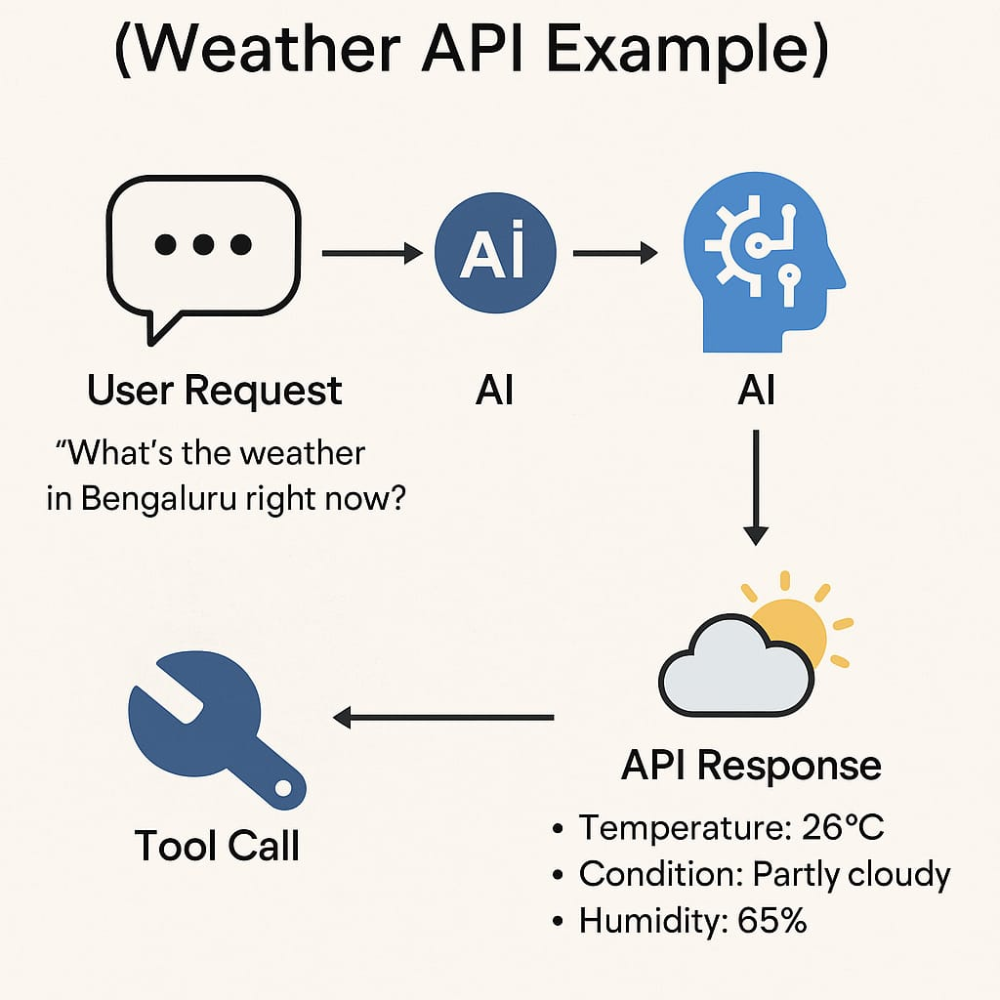 (Weather API Example)
Ai
User Request
AI
AI
“What's the weather
in Bengaluru right now?
API Response
• Temperature: 26°C
• Condition: Partly cloudy
• Humidity: 65%
Tool Call